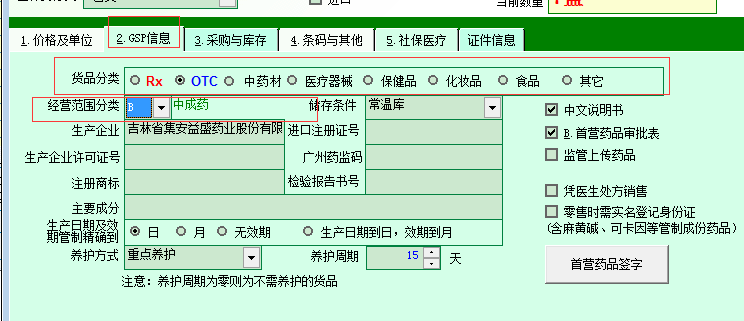 进口
当前数量
1.价格及单位 2.GSP信息 3.采购与库存 4.条码与其他 5.社保医疗 证件信息
货品分类 Rx OTC 中药材 医疗器械 保健品 化妆品 食品 其它
经营范围分类 B 中成药 储存条件 常温库 中文说明书
生产企业 吉林省集安益盛药业股份有限 进口注册证号 B.首营药品审批表
生产企业许可证号 广州药监码 监管上传药品
注册商标 检验报告书号
主要成分 凭医生处方销售
生产日期及效期管制精确到 日 月 无效期 生产日期到日，效期到月 零售时需实名登记身份证
(含麻黄碱、可卡因等管制成份药品)
养护方式 重点养护 养护周期 15 天 首营药品签字
注意：养护周期为零则为不需养护的货品